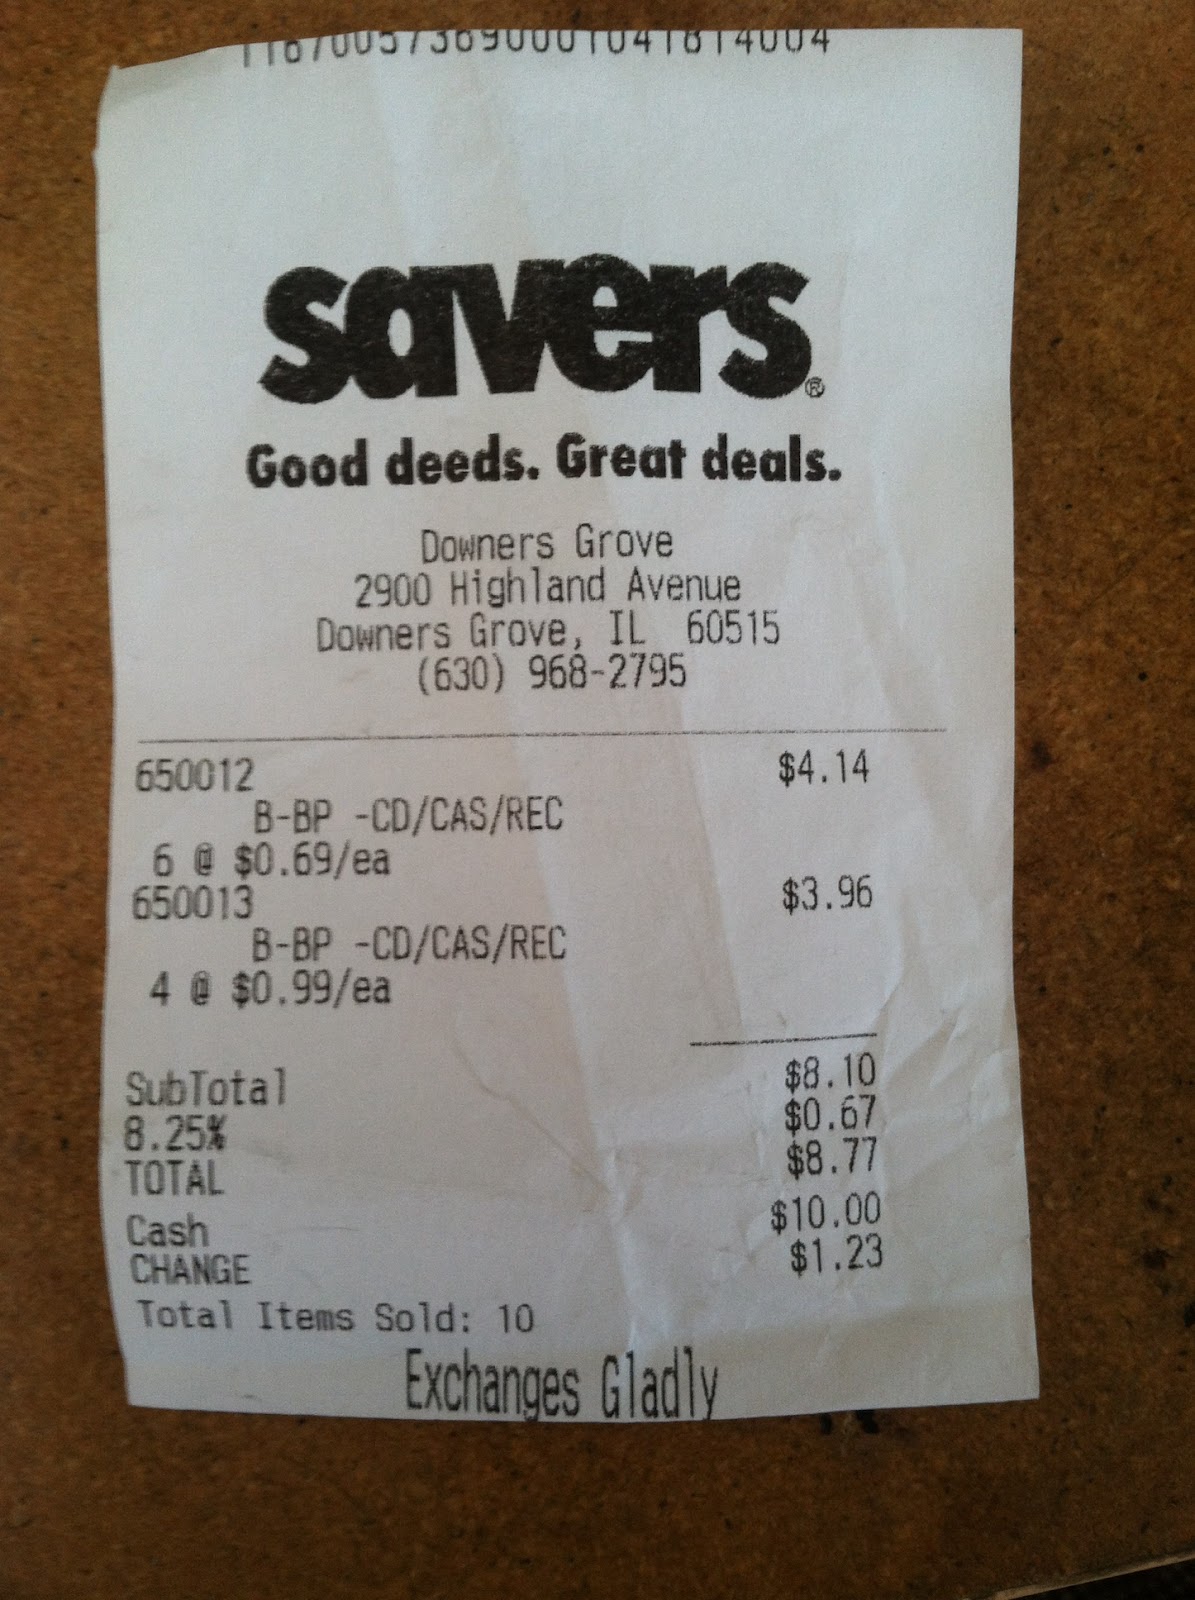 savers®
Good deeds. Great deals.
Downers Grove
2900 Highland Avenue
Downers Grove, IL 60515
(630) 968-2795
650012 $4.14
B-BP -CD/CAS/REC
6 @ $0.69/ea
650013 $3.96
B-BP -CD/CAS/REC
4 @ $0.99/ea
SubTotal $8.10
8.25% $0.67
TOTAL $8.77
Cash $10.00
CHANGE $1.23
Total Items Sold: 10
Exchanges Gladly